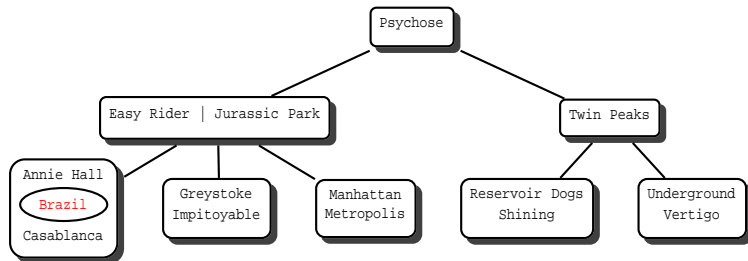 Psychose
Easy Rider | Jurassic Park
Twin Peaks
Annie Hall
Brazil
Casablanca
Greystoke
Impitoyable
Manhattan
Metropolis
Reservoir Dogs
Shining
Underground
Vertigo